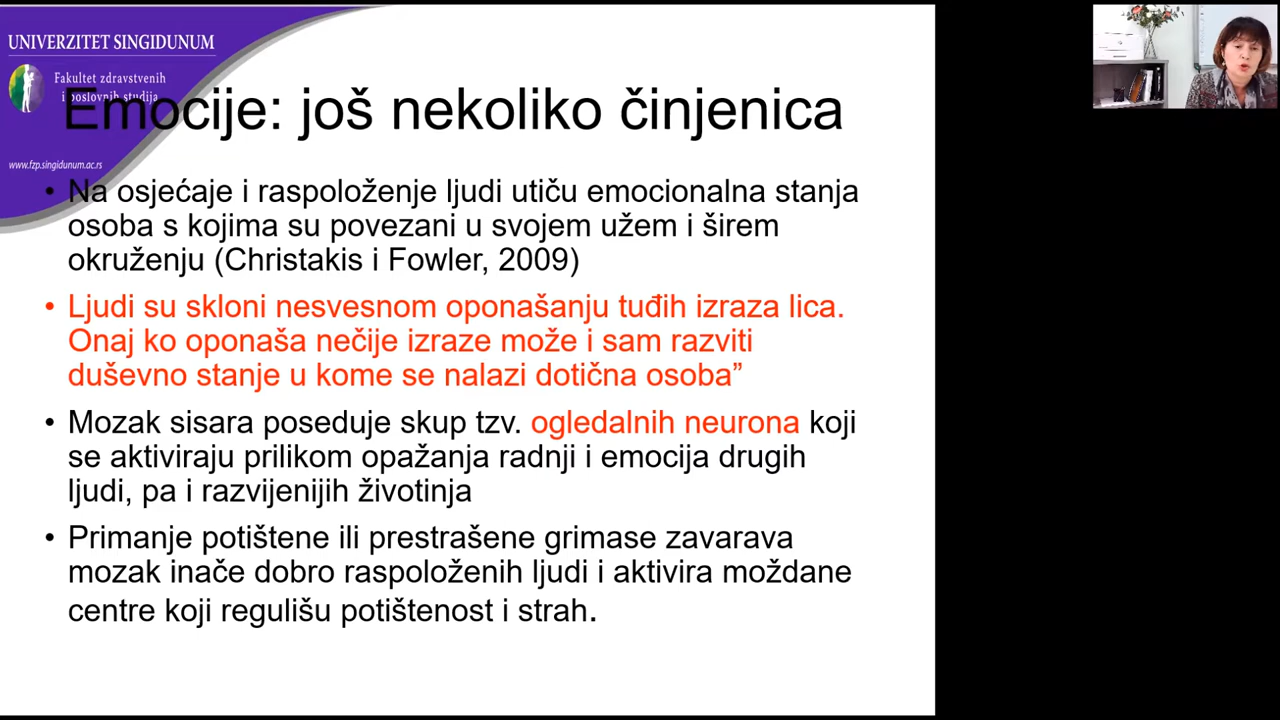 UNIVERZITET SINGIDUNUM
Fakultet zdravstvenih
i poslovnih studija
www.fzp.singidunum.ac.rs
Emocije: još nekoliko činjenica
• Na osjećaje i raspoloženje ljudi utiču emocionalna stanja
osoba s kojima su povezani u svojem užem i širem
okruženju (Christakis i Fowler, 2009)
• Ljudi su skloni nesvesnom oponašanju tuđih izraza lica.
Onaj ko oponaša nečije izraze može i sam razviti
duševno stanje u kome se nalazi dotična osoba”
• Mozak sisara poseduje skup tzv. ogledalnih neurona koji
se aktiviraju prilikom opažanja radnji i emocija drugih
ljudi, pa i razvijenijih životinja
• Primanje potištene ili prestrašene grimase zavarava
mozak inače dobro raspoloženih ljudi i aktivira moždane
centre koji regulišu potištenost i strah.